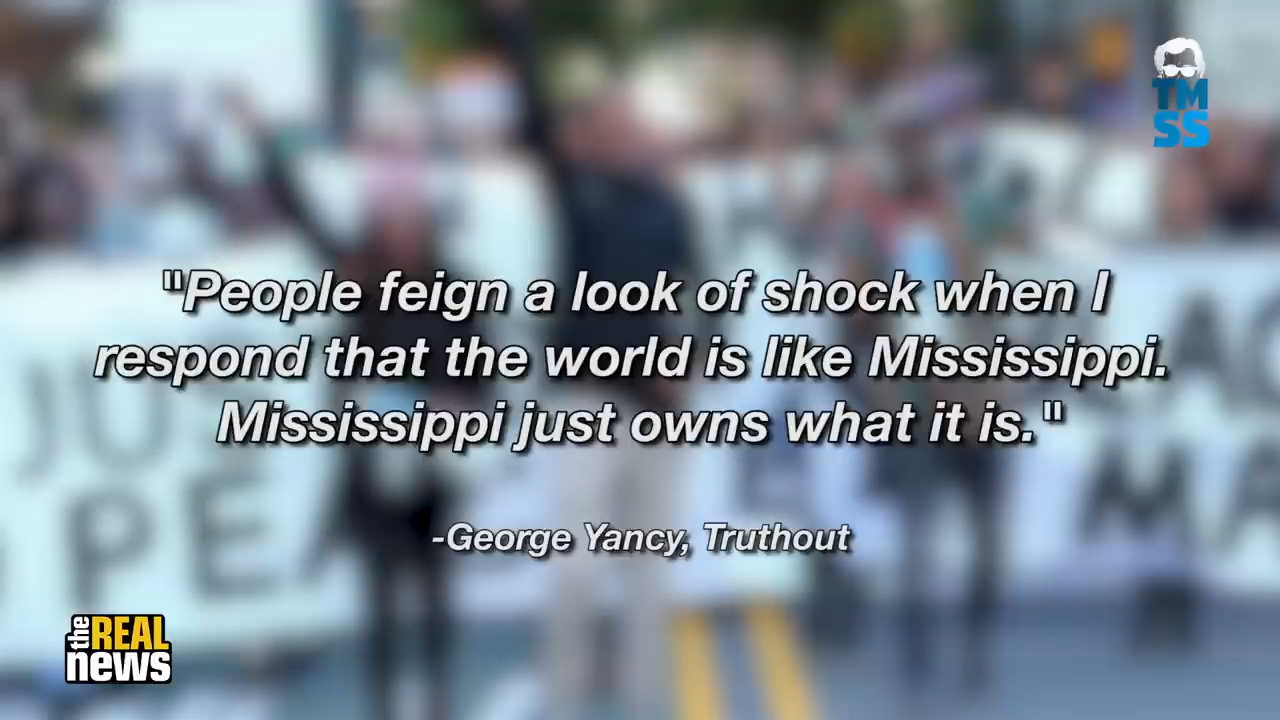 TM
SS
"People feign a look of shock when I
respond that the world is like Mississippi.
Mississippi just owns what it is."
-George Yancy, Truthout
the REAL
news